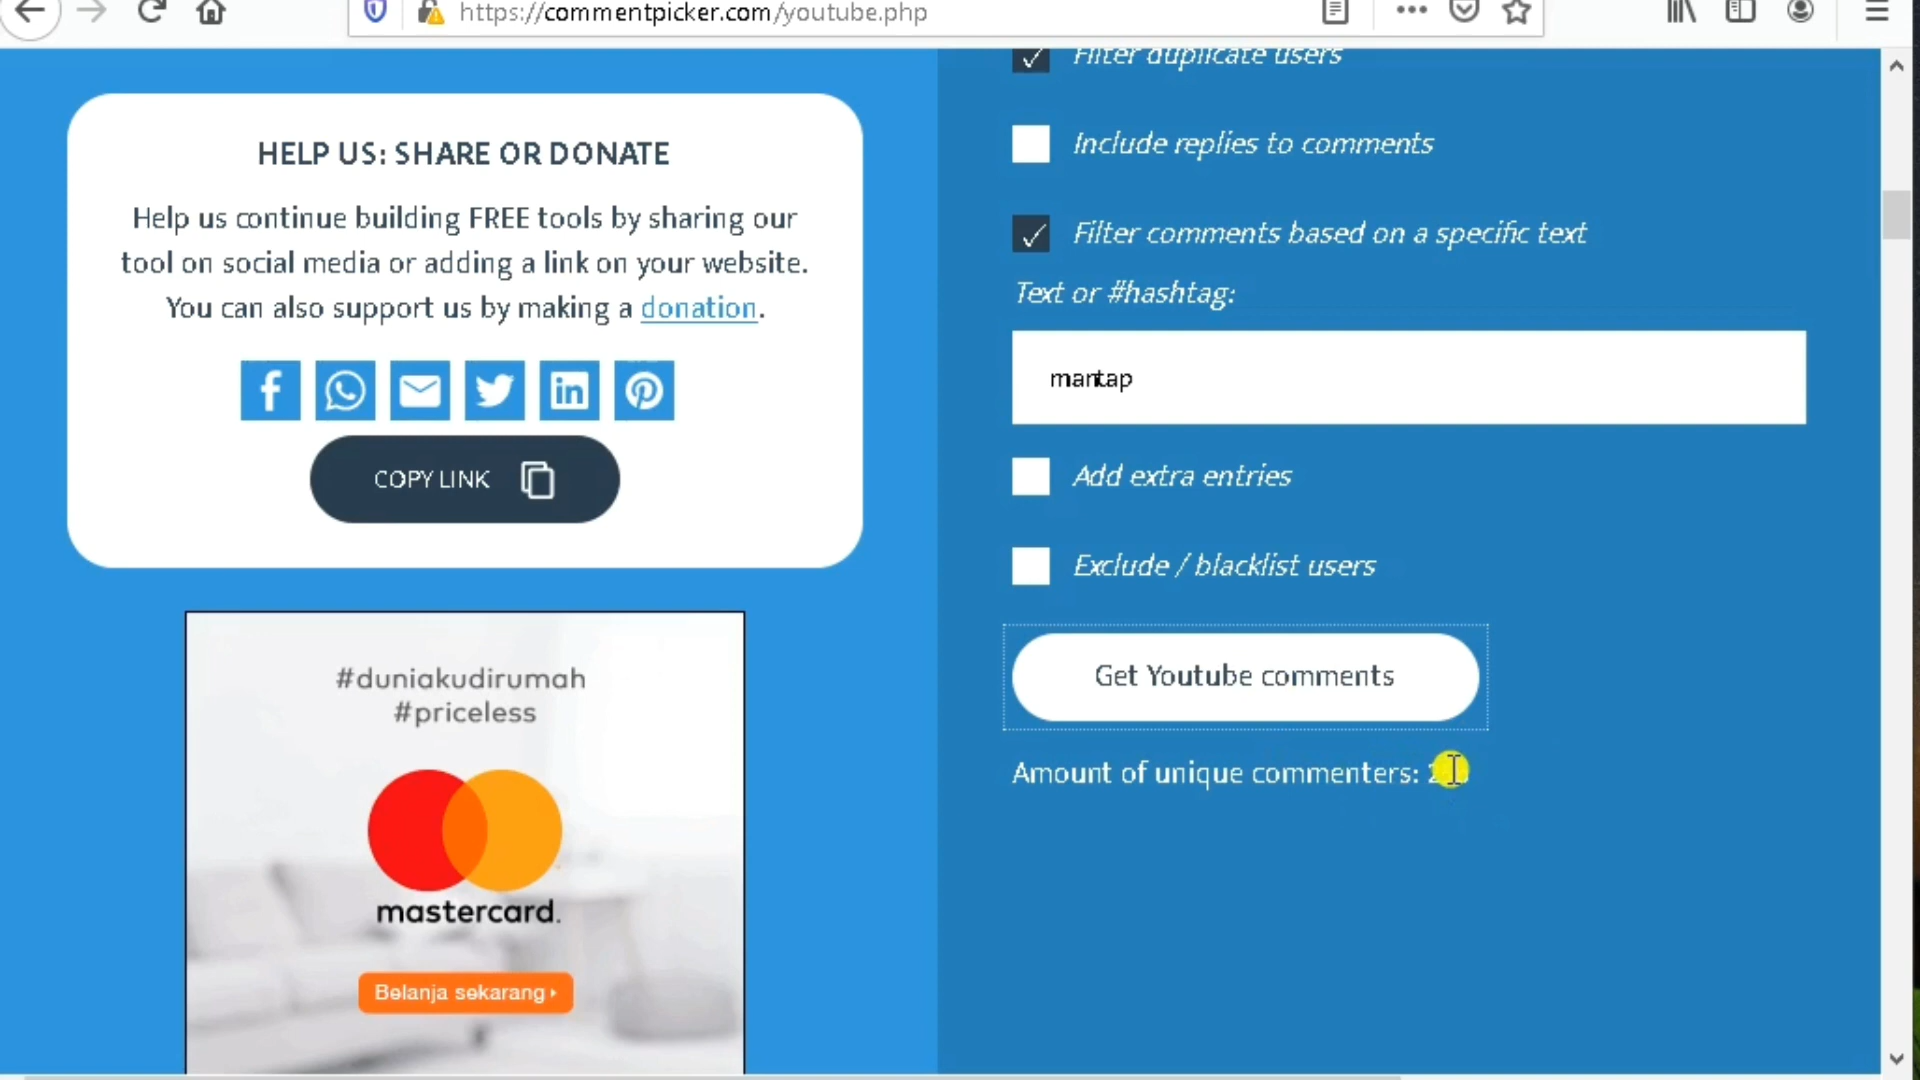 https://commentpicker.com/youtube.php
HELP US: SHARE OR DONATE
Help us continue building FREE tools by sharing our
tool on social media or adding a link on your website.
You can also support us by making a donation.
COPY LINK
#duniakudirumah
#priceless
mastercard.
Belanja sekarang
Filter duplicate users
Include replies to comments
Filter comments based on a specific text
Text or #hashtag:
mantap
Add extra entries
Exclude / blacklist users
Get Youtube comments
Amount of unique commenters: